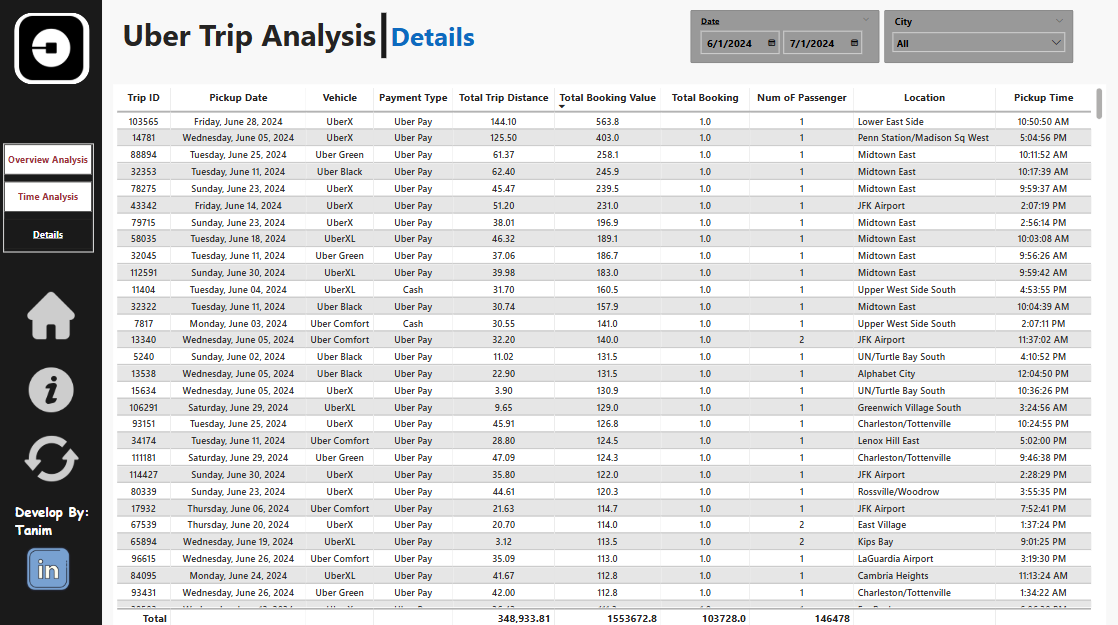 Uber Trip Analysis Details
Date
6/1/2024 7/1/2024
City
All
Overview Analysis
Time Analysis
Details
Develop By:
Tanim
in
Trip ID Pickup Date Vehicle Payment Type Total Trip Distance Total Booking Value Total Booking Num oF Passenger Location Pickup Time
103565 Friday, June 28, 2024 UberX Uber Pay 144.10 563.8 1.0 1 Lower East Side 10:50:50 AM
14781 Wednesday, June 05, 2024 UberX Uber Pay 125.50 403.0 1.0 1 Penn Station/Madison Sq West 5:04:56 PM
88894 Tuesday, June 25, 2024 Uber Green Uber Pay 61.37 258.1 1.0 1 Midtown East 10:11:52 AM
32353 Tuesday, June 11, 2024 Uber Black Uber Pay 62.40 245.9 1.0 1 Midtown East 10:17:39 AM
78275 Sunday, June 23, 2024 UberX Uber Pay 45.47 239.5 1.0 1 Midtown East 9:59:37 AM
43342 Friday, June 14, 2024 UberX Uber Pay 51.20 231.0 1.0 1 JFK Airport 2:07:19 PM
79715 Sunday, June 23, 2024 UberX Uber Pay 38.01 196.9 1.0 1 Midtown East 2:56:14 PM
58035 Tuesday, June 18, 2024 UberXL Uber Pay 46.32 189.1 1.0 1 Midtown East 10:03:08 AM
32045 Tuesday, June 11, 2024 Uber Green Uber Pay 37.06 186.7 1.0 1 Midtown East 9:56:26 AM
112591 Sunday, June 30, 2024 UberXL Uber Pay 39.98 183.0 1.0 1 Midtown East 9:59:42 AM
11404 Tuesday, June 04, 2024 UberXL Cash 31.70 160.5 1.0 1 Upper West Side South 4:53:55 PM
32322 Tuesday, June 11, 2024 Uber Black Uber Pay 30.74 157.9 1.0 1 Midtown East 10:04:39 AM
7817 Monday, June 03, 2024 Uber Comfort Cash 30.55 141.0 1.0 1 Upper West Side South 2:07:11 PM
13340 Wednesday, June 05, 2024 Uber Comfort Uber Pay 32.20 140.0 1.0 2 JFK Airport 11:37:02 AM
5240 Sunday, June 02, 2024 Uber Black Uber Pay 11.02 131.5 1.0 1 UN/Turtle Bay South 4:10:52 PM
13538 Wednesday, June 05, 2024 Uber Black Uber Pay 22.90 131.5 1.0 1 Alphabet City 12:04:50 PM
15634 Wednesday, June 05, 2024 UberX Uber Pay 3.90 130.9 1.0 1 UN/Turtle Bay South 10:36:26 PM
106291 Saturday, June 29, 2024 UberXL Uber Pay 9.65 129.0 1.0 1 Greenwich Village South 3:24:56 AM
93151 Tuesday, June 25, 2024 UberX Uber Pay 45.91 126.8 1.0 1 Charleston/Tottenville 10:24:55 PM
34174 Tuesday, June 11, 2024 Uber Comfort Uber Pay 28.80 124.5 1.0 1 Lenox Hill East 5:02:00 PM
111181 Saturday, June 29, 2024 Uber Green Uber Pay 47.09 124.3 1.0 1 Charleston/Tottenville 9:46:38 PM
114427 Sunday, June 30, 2024 UberX Uber Pay 35.80 122.0 1.0 1 JFK Airport 2:28:29 PM
80339 Sunday, June 23, 2024 UberX Uber Pay 44.61 120.3 1.0 1 Rossville/Woodrow 3:55:35 PM
17932 Thursday, June 06, 2024 Uber Comfort Uber Pay 21.63 114.7 1.0 1 JFK Airport 7:52:41 PM
67539 Thursday, June 20, 2024 UberX Uber Pay 20.70 114.0 1.0 2 East Village 1:37:24 PM
65894 Wednesday, June 19, 2024 UberXL Uber Pay 3.12 113.5 1.0 2 Kips Bay 9:01:25 PM
96615 Wednesday, June 26, 2024 Uber Comfort Uber Pay 35.09 113.0 1.0 1 LaGuardia Airport 3:19:30 PM
84095 Monday, June 24, 2024 UberXL Uber Pay 41.67 112.8 1.0 1 Cambria Heights 11:13:24 AM
93431 Wednesday, June 26, 2024 Uber Green Uber Pay 42.00 112.8 1.0 1 Charleston/Tottenville 1:34:22 AM
Total 348,933.81 1553672.8 103728.0 146478